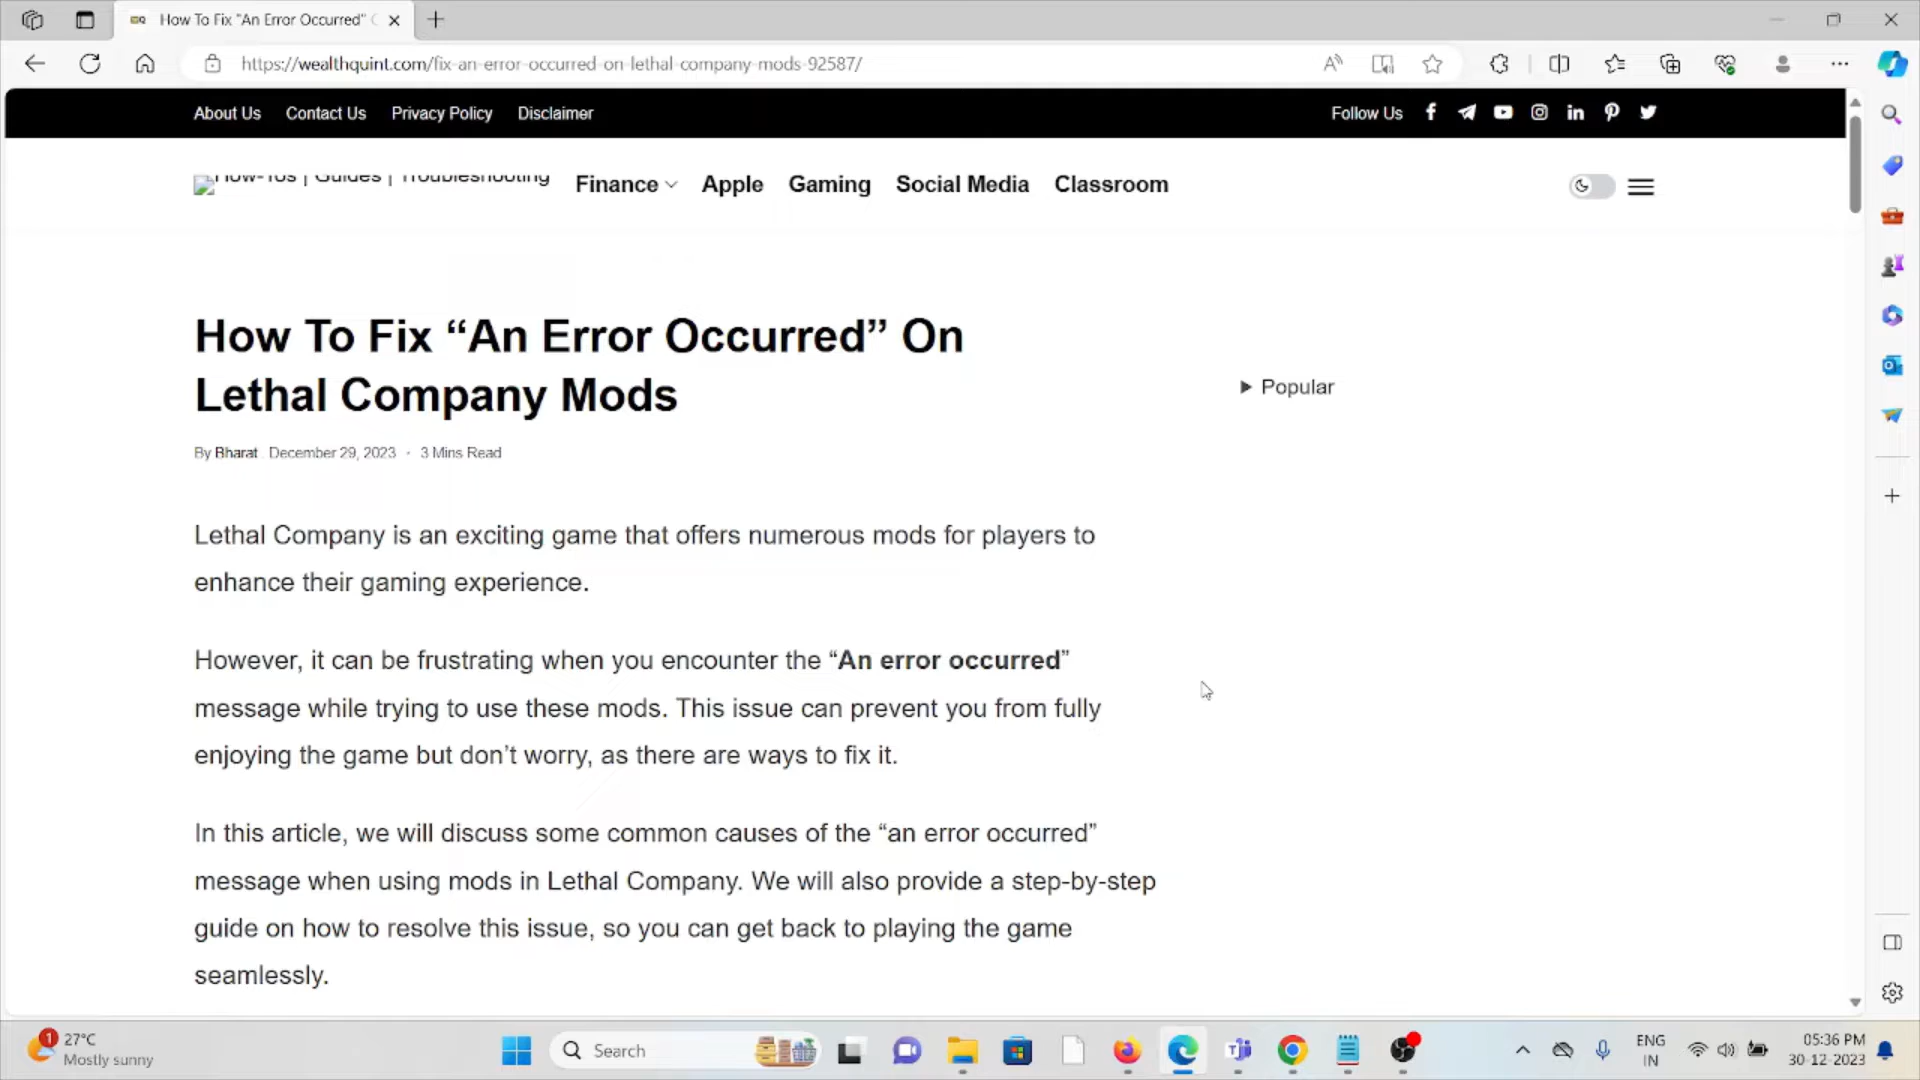 How To Fix "An Error Occurred"
https://wealthquint.com/fix-an-error-occurred-on-lethal-company-mods-92587/
About Us Contact Us Privacy Policy Disclaimer Follow Us
How-Tos | Guides | Troubleshooting Finance Apple Gaming Social Media Classroom
How To Fix “An Error Occurred” On
Lethal Company Mods
▶ Popular
By Bharat December 29, 2023 · 3 Mins Read
Lethal Company is an exciting game that offers numerous mods for players to
enhance their gaming experience.
However, it can be frustrating when you encounter the “An error occurred”
message while trying to use these mods. This issue can prevent you from fully
enjoying the game but don’t worry, as there are ways to fix it.
In this article, we will discuss some common causes of the “an error occurred”
message when using mods in Lethal Company. We will also provide a step-by-step
guide on how to resolve this issue, so you can get back to playing the game
seamlessly.
1 27°C
Mostly sunny
Search
ENG
IN
05:36 PM
30-12-2023